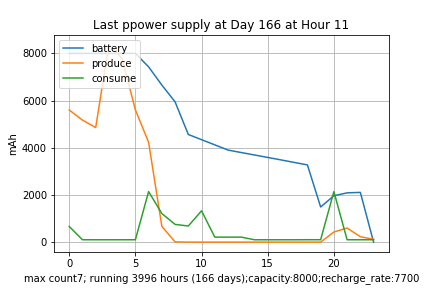 Last ppower supply at Day 166 at Hour 11
battery
produce
consume
8000
6000
4000
2000
0
mAh
0 5 10 15 20
max count7; running 3996 hours (166 days);capacity:8000;recharge_rate:7700